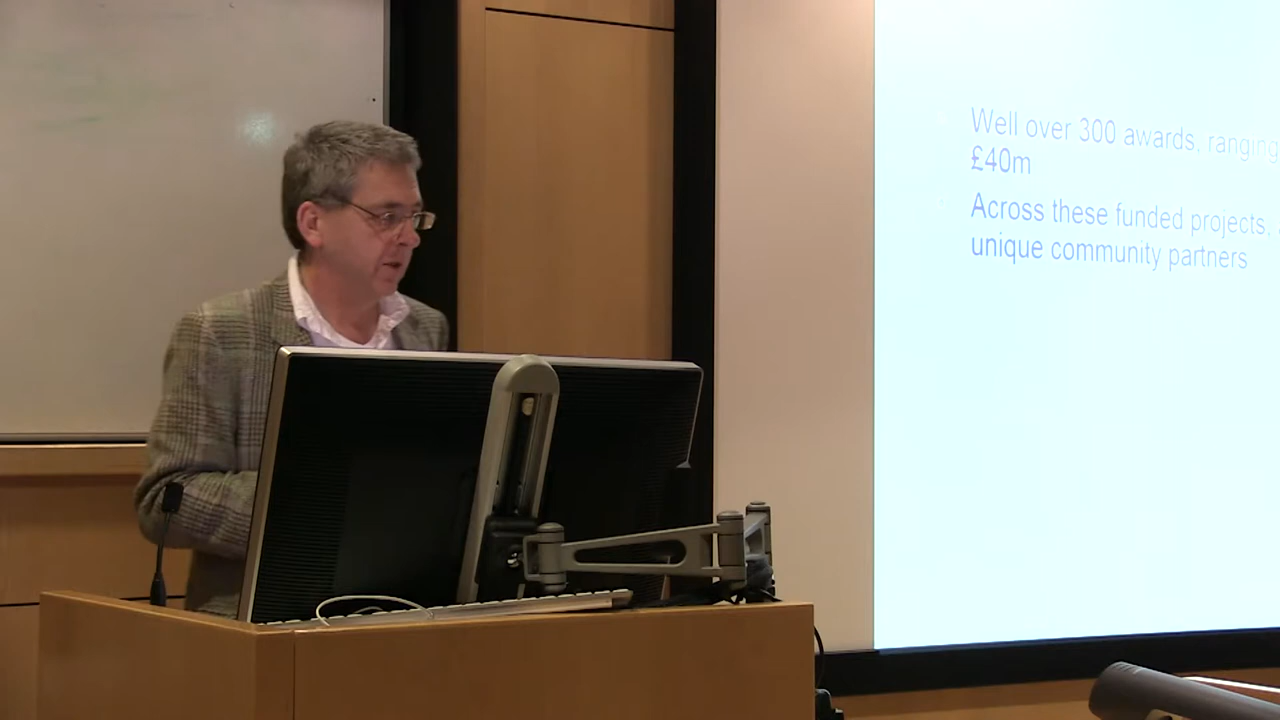 Well over 300 awards, ranging
£40m
Across these funded projects,
unique community partners